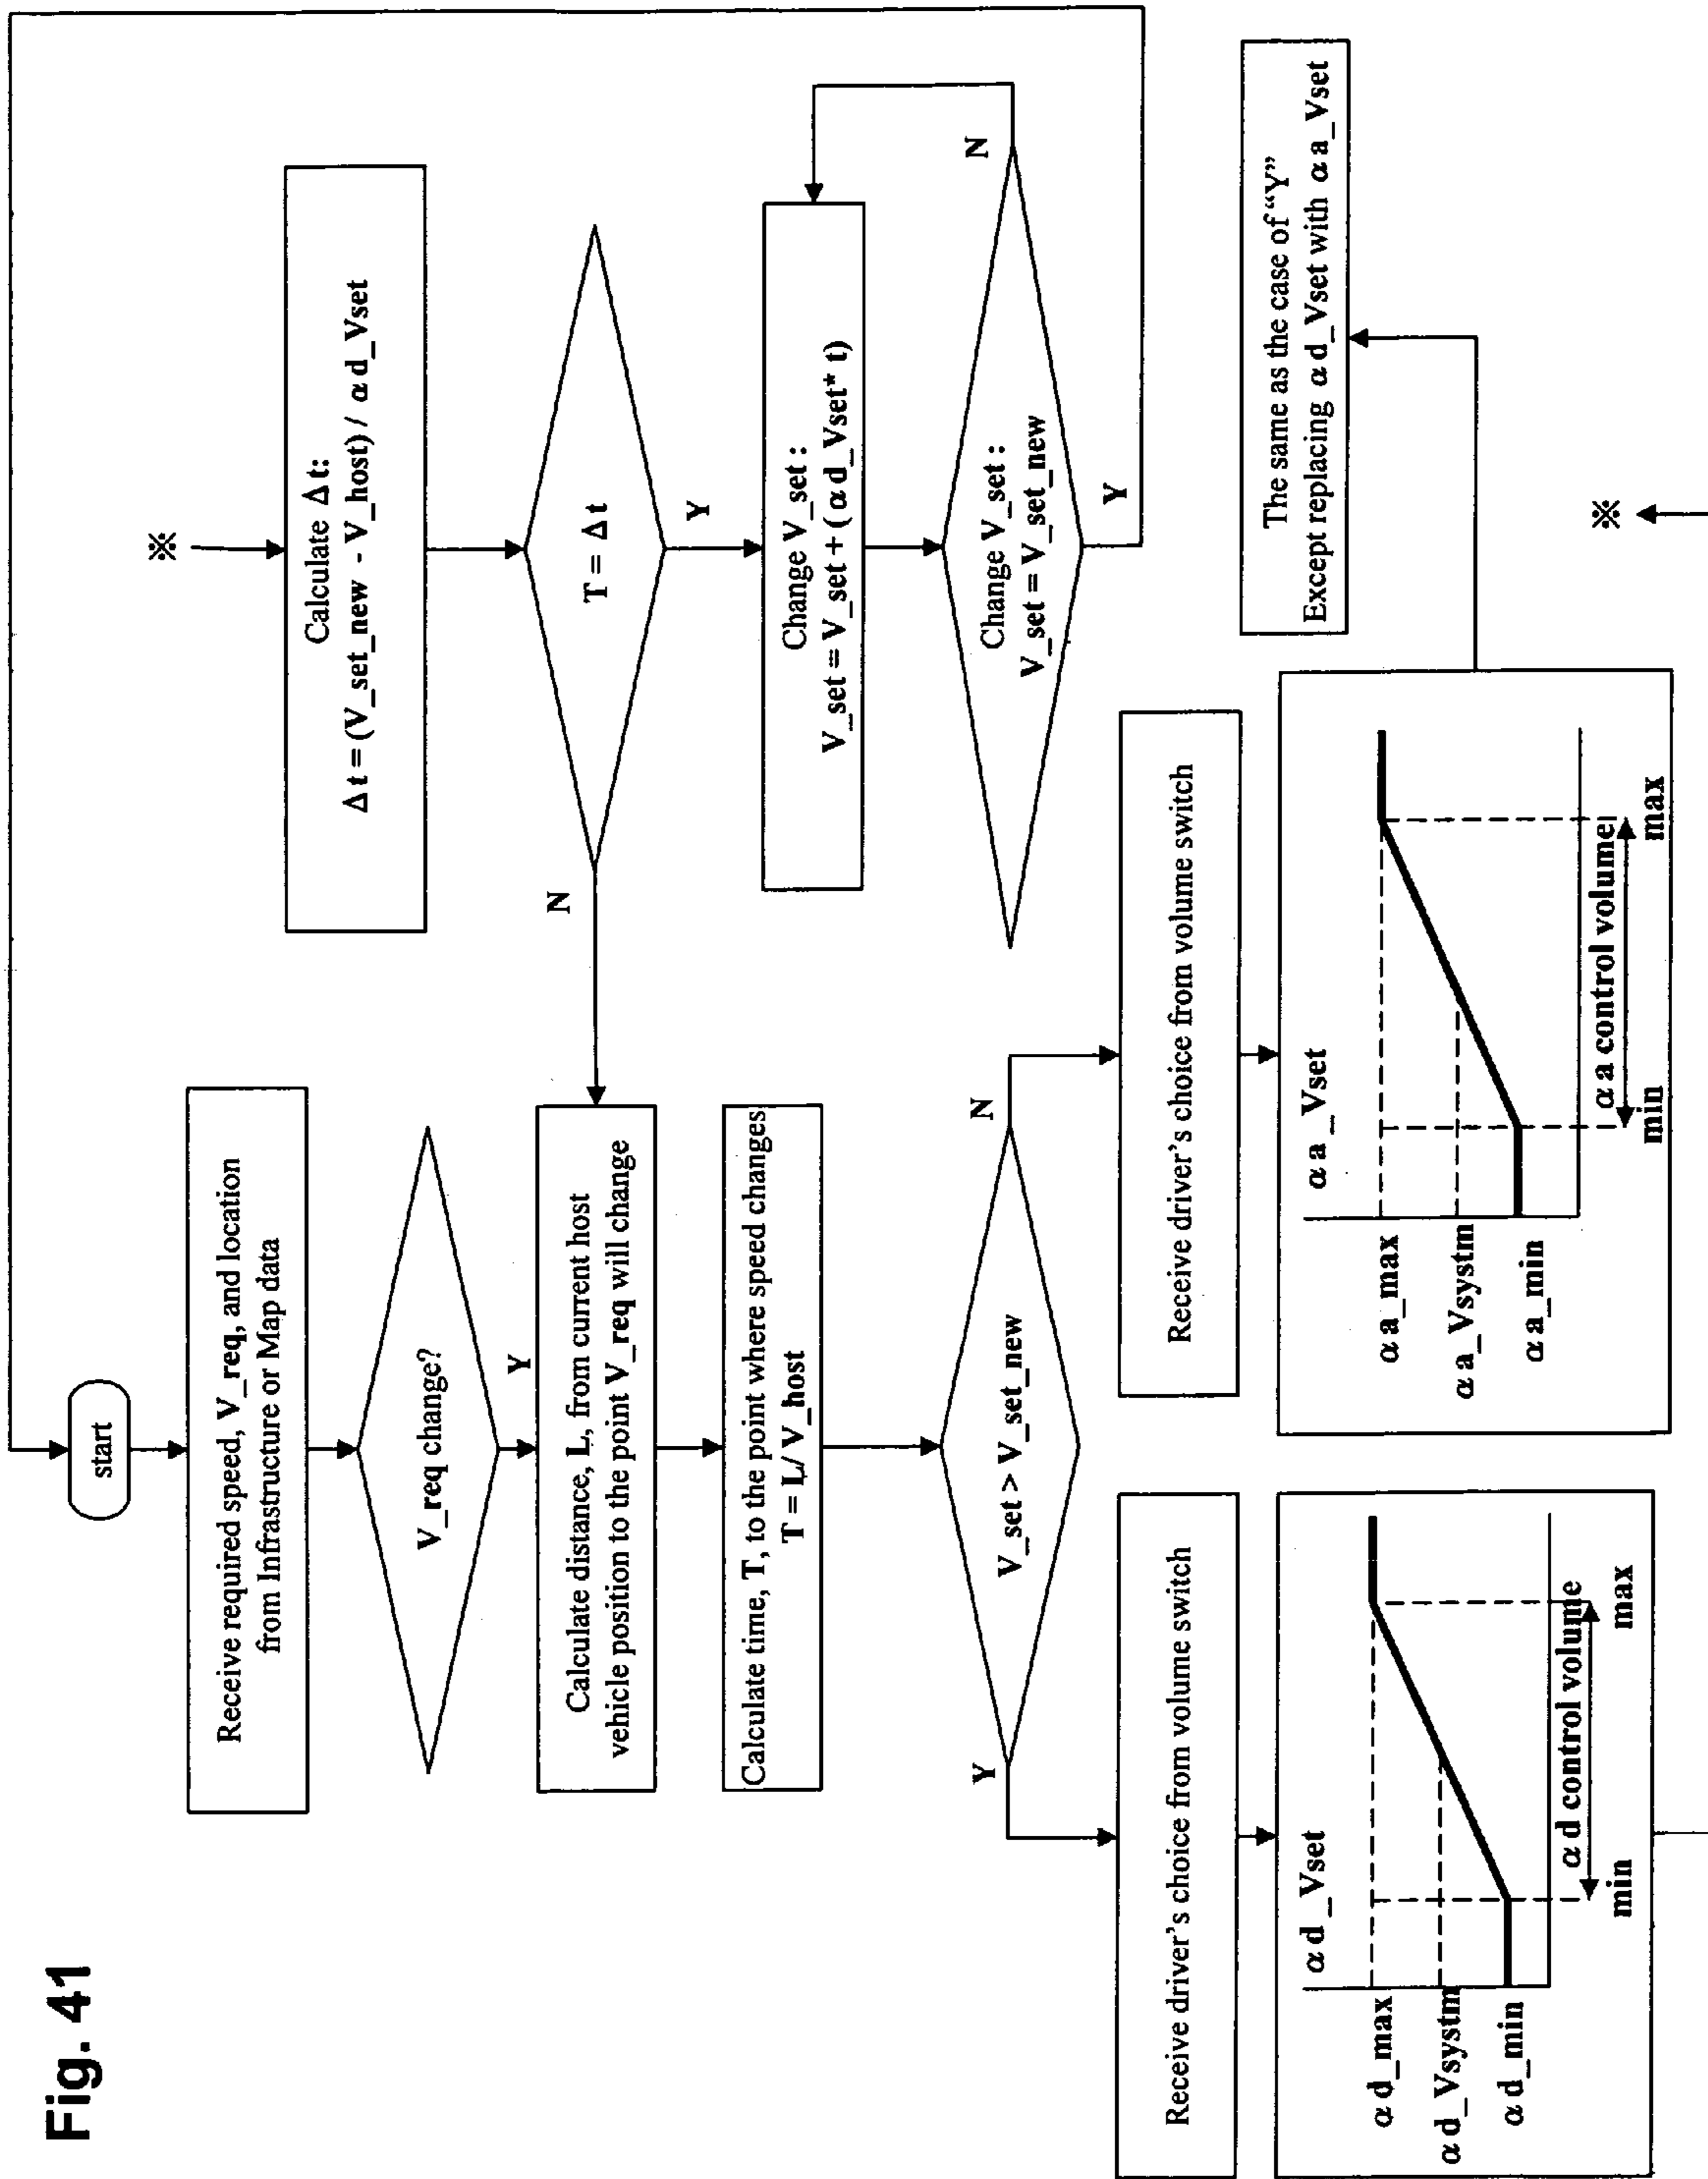 Fig. 41
start
Receive required speed, V_req, and location
from Infrastructure or Map data
V_req change?
Y
Calculate distance, L, from current host
vehicle position to the point V_req will change
Calculate time, T, to the point where speed changes
T = L/ V_host
V_set > V_set_new
Y
N
Receive driver's choice from volume switch
α d _Vset
α d_max
α d_Vsystm
α d_min
α d control volume
min
max
Receive driver's choice from volume switch
α a _Vset
α a_max
α a_Vsystm
α a_min
α a control volume
min
max
※
Calculate Δ t:
Δ t = (V_set_new - V_host) / α d_Vset
T = Δ t
N
Y
Change V_set :
V_set = V_set + ( α d_Vset* t)
Change V_set :
V_set = V_set_new
N
Y
The same as the case of “Y”
Except replacing α d_Vset with α a_Vset
※